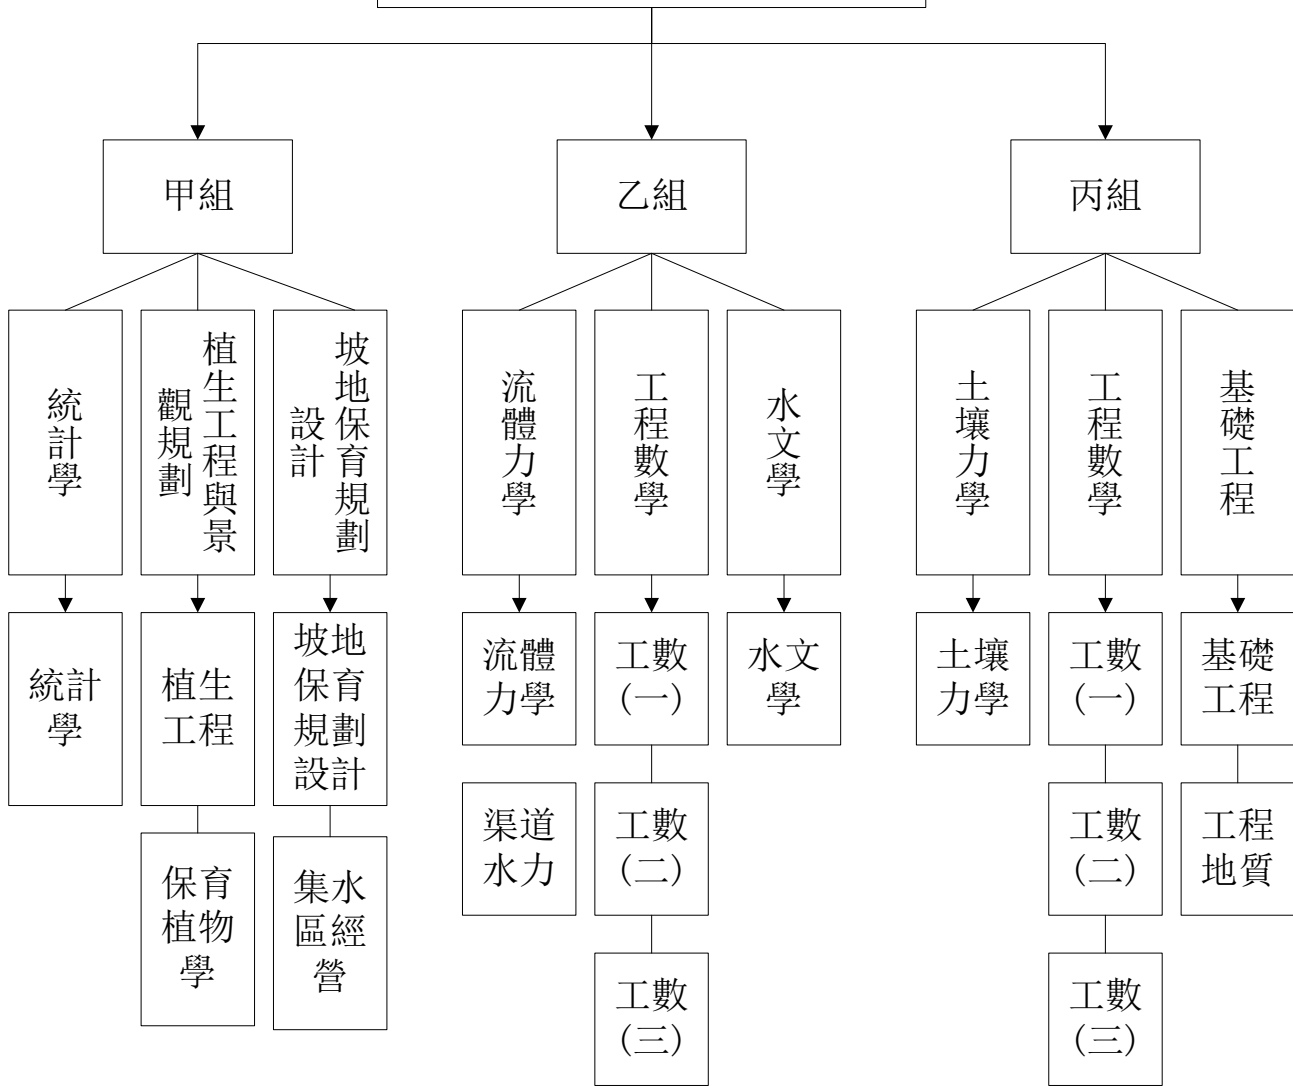 甲組
乙組
丙組
統計學
植生工程與景
觀規劃
坡地保育規劃
設計
流體力學
工程數學
水文學
土壤力學
工程數學
基礎工程
統計
學
植生
工程
坡地
保育
規劃
設計
流體
力學
工數
(一)
水文
學
土壤
力學
工數
(一)
基礎
工程
保育
植物
學
集水
區經
營
渠道
水力
工數
(二)
工數
(二)
工程
地質
工數
(三)
工數
(三)